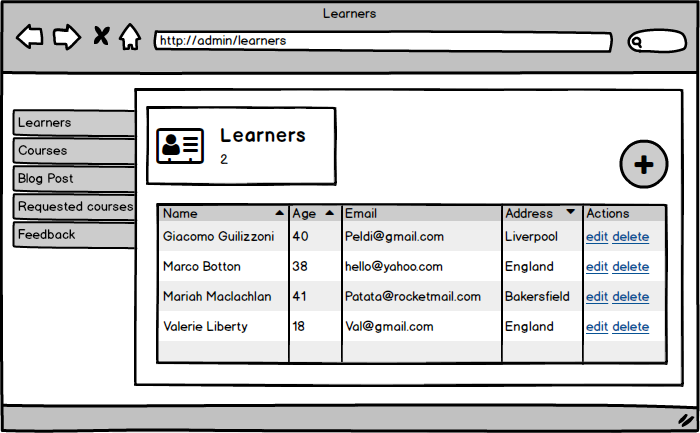 Learners
http://admin/learners
Learners
Courses
Blog Post
Requested courses
Feedback
Learners
2
Name Age Email Address Actions
Giacomo Guilizzoni 40 Peldi@gmail.com Liverpool edit delete
Marco Botton 38 hello@yahoo.com England edit delete
Mariah Maclachlan 41 Patata@rocketmail.com Bakersfield edit delete
Valerie Liberty 18 Val@gmail.com England edit delete